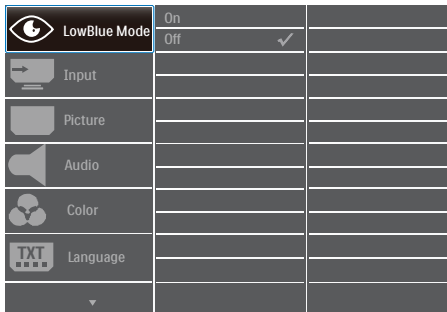 LowBlue Mode
On
Off
Input
Picture
Audio
Color
TXT
Language